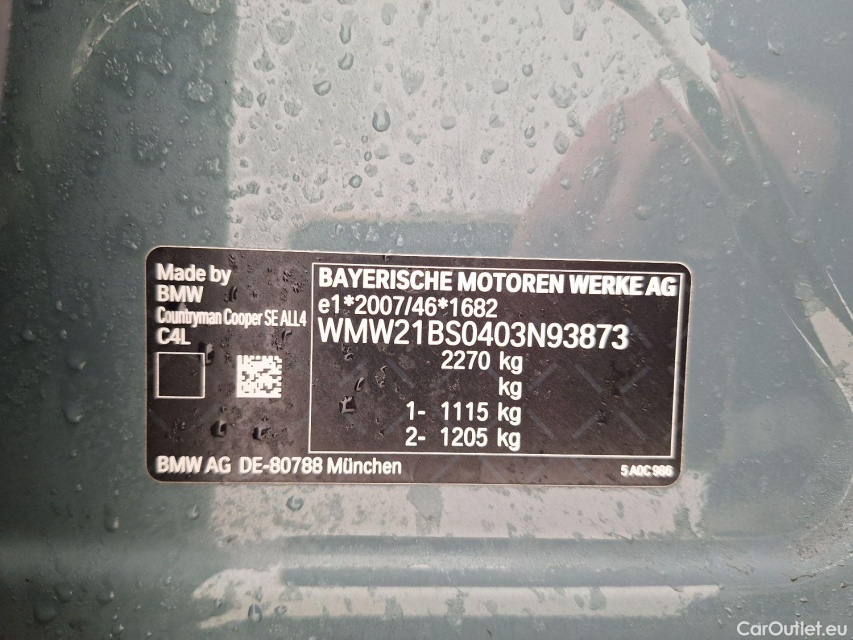 Made by
BMW
Countryman Cooper SE ALL4
C4L
BAYERISCHE MOTOREN WERKE AG
e1*2007/46*1682
WMW21BS0403N93873
2270 kg
kg
1- 1115 kg
2- 1205 kg
BMW AG DE-80788 München
5 A0C 986
CarOutlet.eu